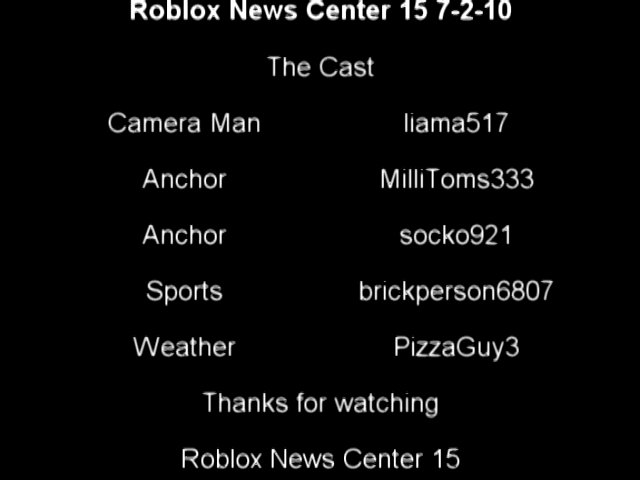 Roblox News Center 15 7-2-10
The Cast
Camera Man liama517
Anchor MilliToms333
Anchor socko921
Sports brickperson6807
Weather PizzaGuy3
Thanks for watching
Roblox News Center 15